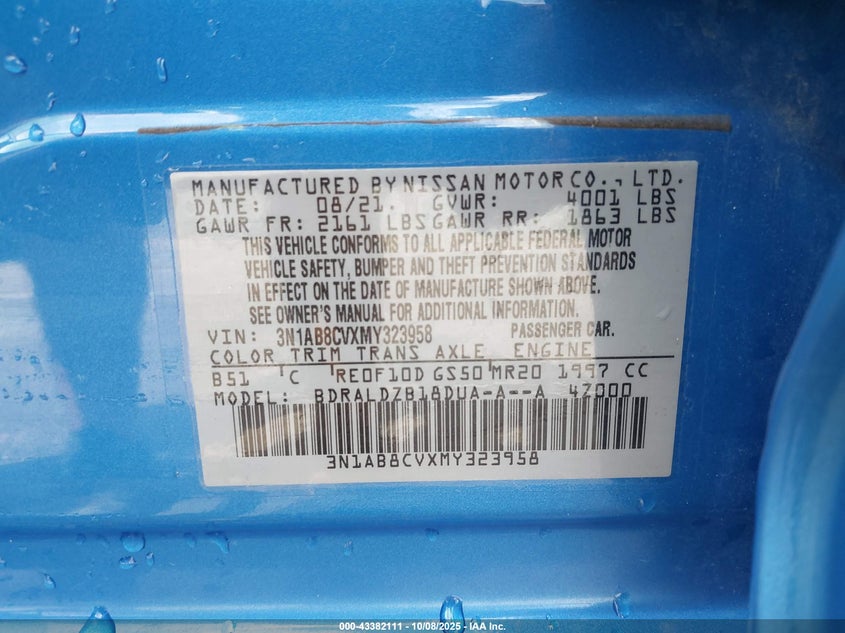 MANUFACTURED BY NISSAN MOTOR CO., LTD.
DATE: 08/21 GVWR: 4001 LBS
GAWR FR: 2161 LBS GAWR RR: 1863 LBS
THIS VEHICLE CONFORMS TO ALL APPLICABLE FEDERAL MOTOR
VEHICLE SAFETY, BUMPER AND THEFT PREVENTION STANDARDS
IN EFFECT ON THE DATE OF MANUFACTURE SHOWN ABOVE.
SEE OWNER'S MANUAL FOR ADDITIONAL INFORMATION.
VIN: 3N1AB8CVXMY323958 PASSENGER CAR.
COLOR TRIM TRANS AXLE ENGINE
B51 C RE0F10D GS50 MR20 1997 CC
MODEL: BDRALDZB18DUA-A--A 4Z000
3N1AB8CVXMY323958
000-43382111 - 10/08/2025 - IAA Inc.